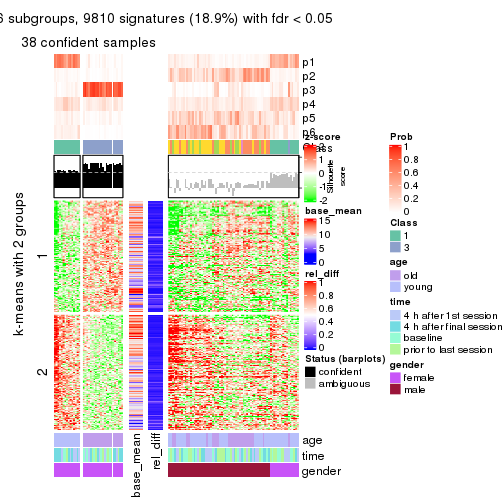 6 subgroups, 9810 signatures (18.9%) with fdr < 0.05
38 confident samples
p1
p2
p3
p4
p5
p6
Class
Silhouette
score
k-means with 2 groups
1
2
base_mean
rel_diff
age
time
gender
z-score
-2
base_mean
15
10
5
0
rel_diff
1
0.8
0.6
0.4
0.2
0
Status (barplots)
confident
ambiguous
Prob
1
0.8
0.6
0.4
0.2
0
Class
1
3
age
old
young
time
4 h after 1st session
4 h after final session
baseline
prior to last session
gender
female
male